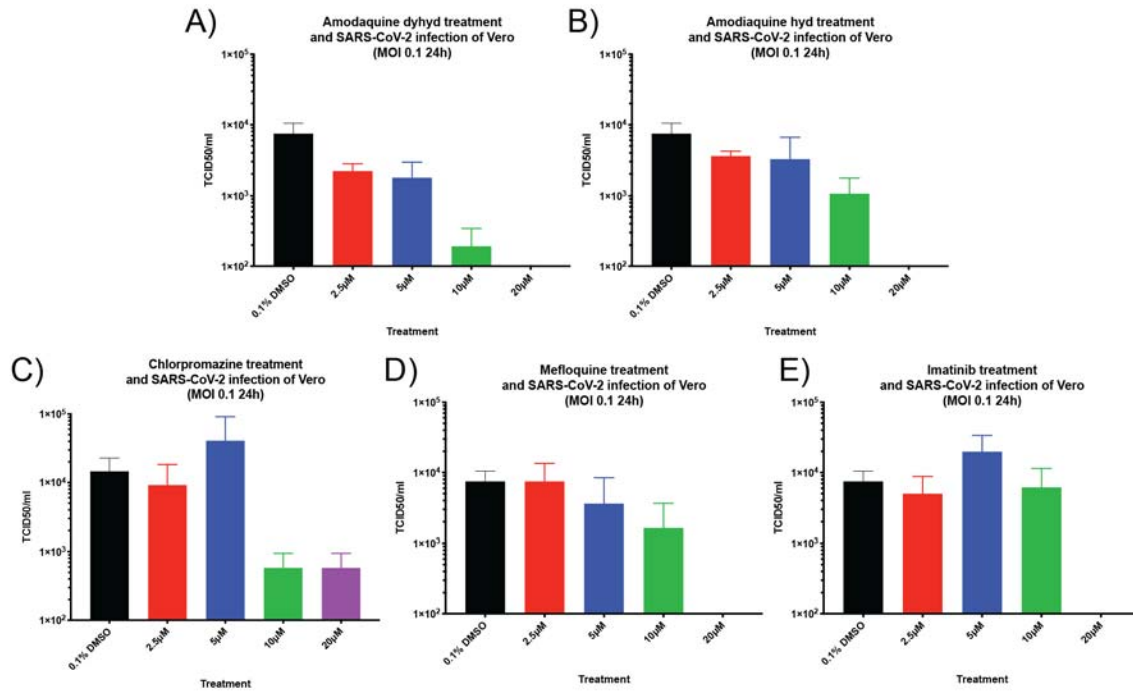 A)
Amodaquine dyhyd treatment
and SARS-CoV-2 infection of Vero
(MOI 0.1 24h)
TCID50/ml
1×10⁵
1×10⁴
1×10³
1×10²
0.1% DMSO
2.5μM
5μM
10μM
20μM
Treatment
B)
Amodiaquine hyd treatment
and SARS-CoV-2 infection of Vero
(MOI 0.1 24h)
TCID50/ml
1×10⁵
1×10⁴
1×10³
1×10²
0.1% DMSO
2.5μM
5μM
10μM
20μM
Treatment
C)
Chlorpromazine treatment
and SARS-CoV-2 infection of Vero
(MOI 0.1 24h)
TCID50/ml
1×10⁵
1×10⁴
1×10³
1×10²
0.1% DMSO
2.5μM
5μM
10μM
20μM
Treatment
D)
Mefloquine treatment
and SARS-CoV-2 infection of Vero
(MOI 0.1 24h)
TCID50/ml
1×10⁵
1×10⁴
1×10³
1×10²
0.1% DMSO
2.5μM
5μM
10μM
20μM
Treatment
E)
Imatinib treatment
and SARS-CoV-2 infection of Vero
(MOI 0.1 24h)
TCID50/ml
1×10⁵
1×10⁴
1×10³
1×10²
0.1% DMSO
2.5μM
5μM
10μM
20μM
Treatment